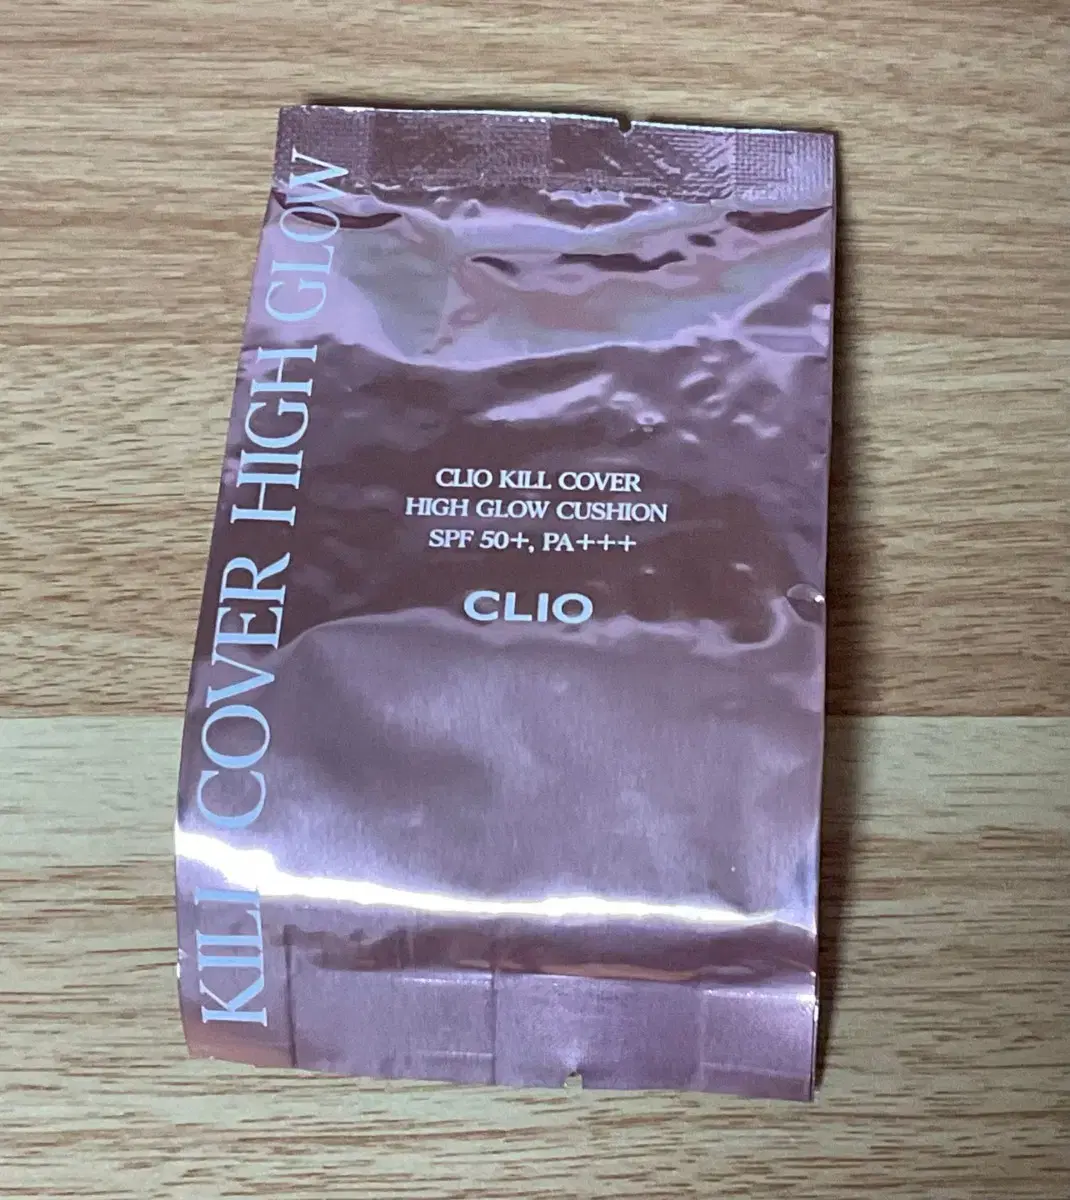 KILL COVER HIGH GLOW
CLIO KILL COVER
HIGH GLOW CUSHION
SPF 50+, PA+++
CLIO